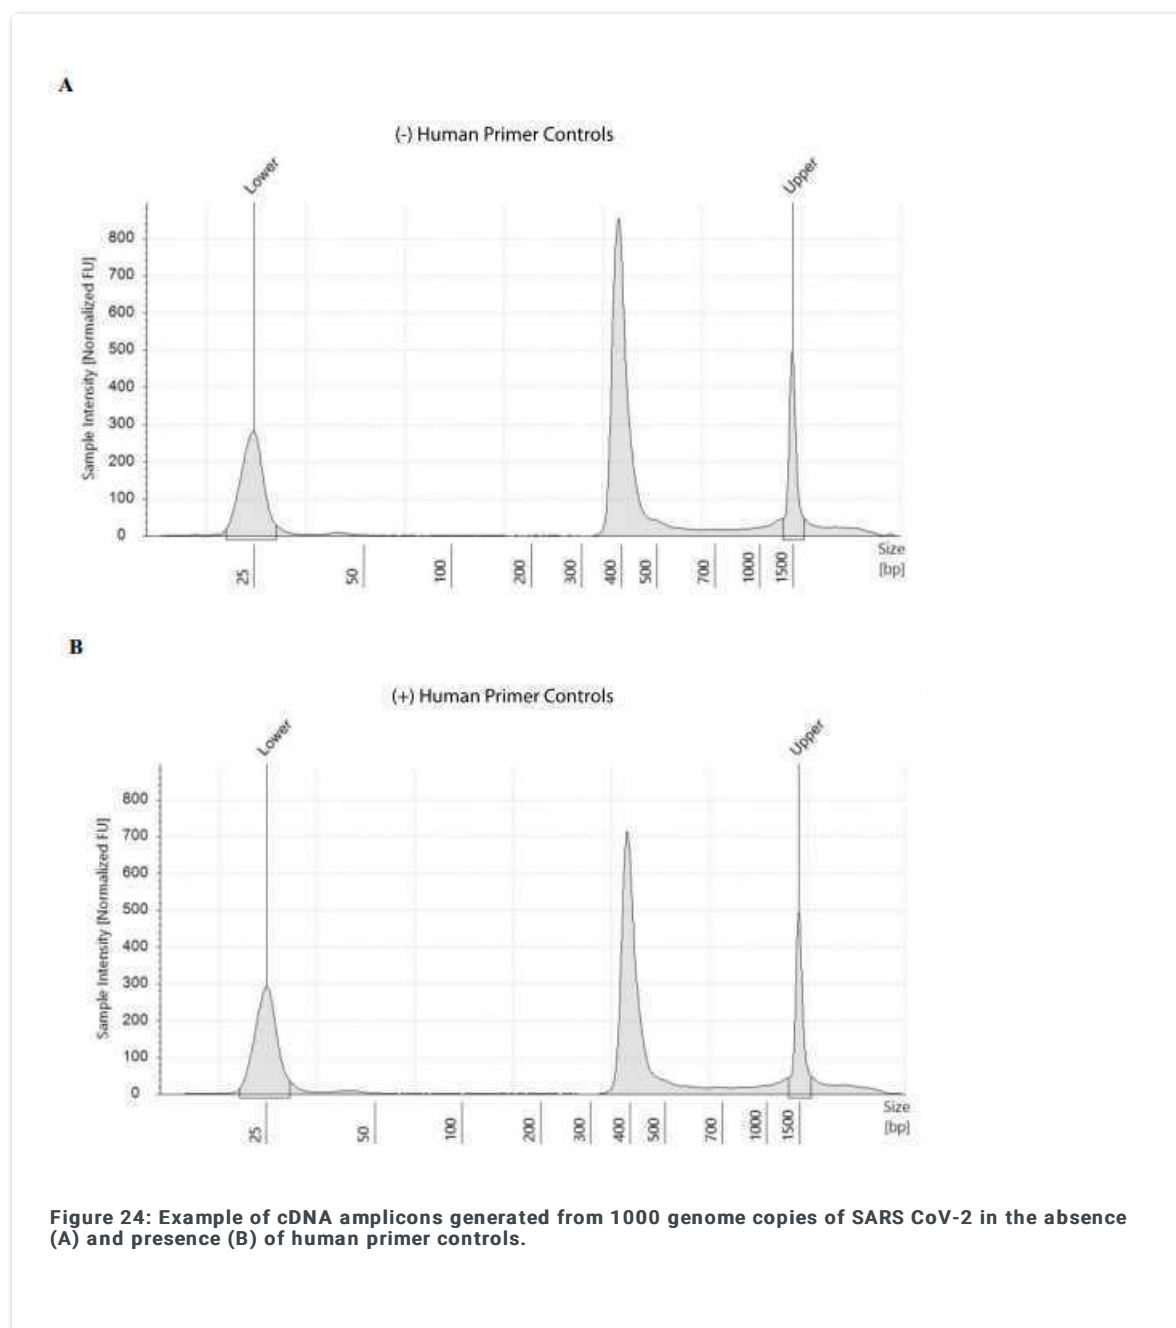 A
(-) Human Primer Controls
Lower
Upper
Sample Intensity [Normalized FU]
800
700
600
500
400
300
200
100
0
25
50
100
200
300
400
500
700
1000
1500
Size
[bp]
B
(+) Human Primer Controls
Lower
Upper
Sample Intensity [Normalized FU]
800
700
600
500
400
300
200
100
0
25
50
100
200
300
400
500
700
1000
1500
Size
[bp]
Figure 24: Example of cDNA amplicons generated from 1000 genome copies of SARS CoV-2 in the absence
(A) and presence (B) of human primer controls.